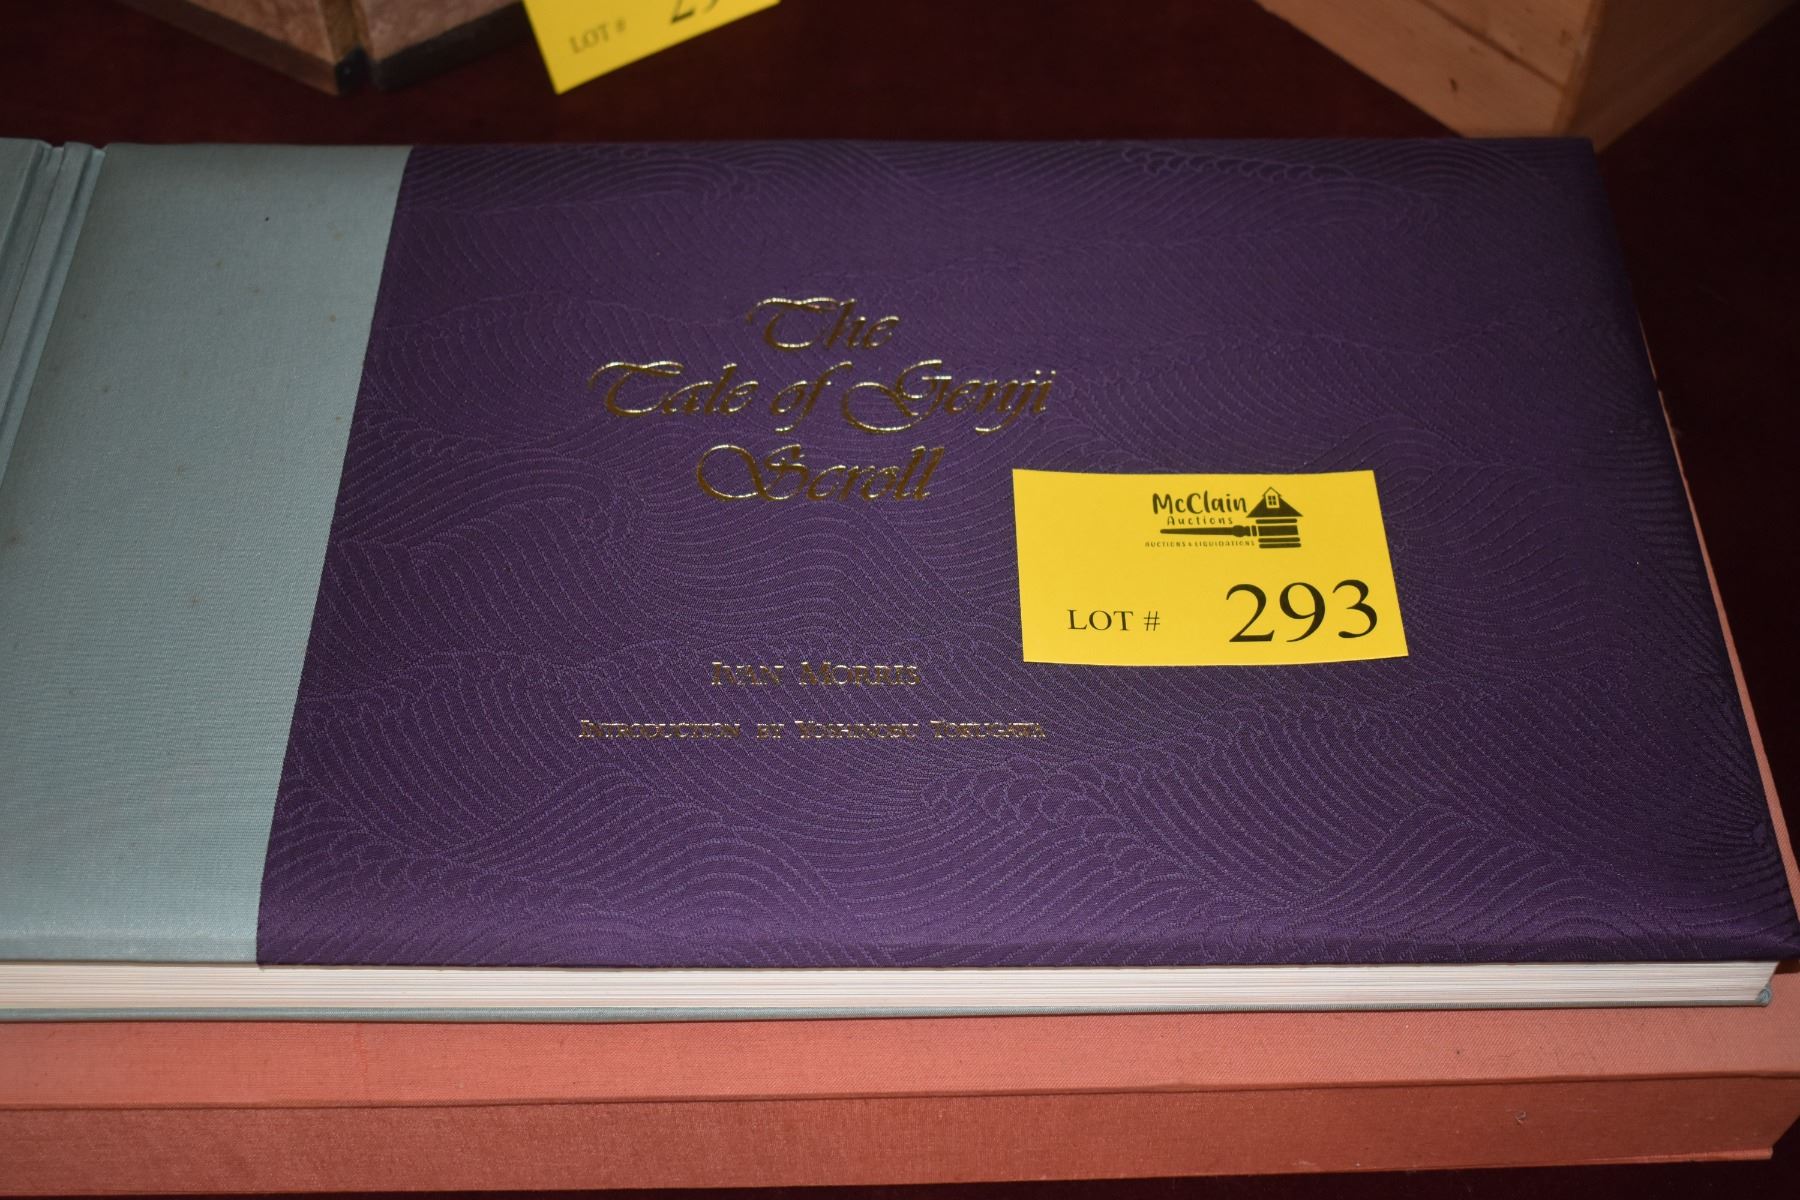 LOT #
The
Tale of Genji
Scroll
McClain
Auctions
AUCTIONS & LIQUIDATIONS
LOT # 293
IVAN MORRIS
INTRODUCTION BY YOSHINOBU TOKUGAWA